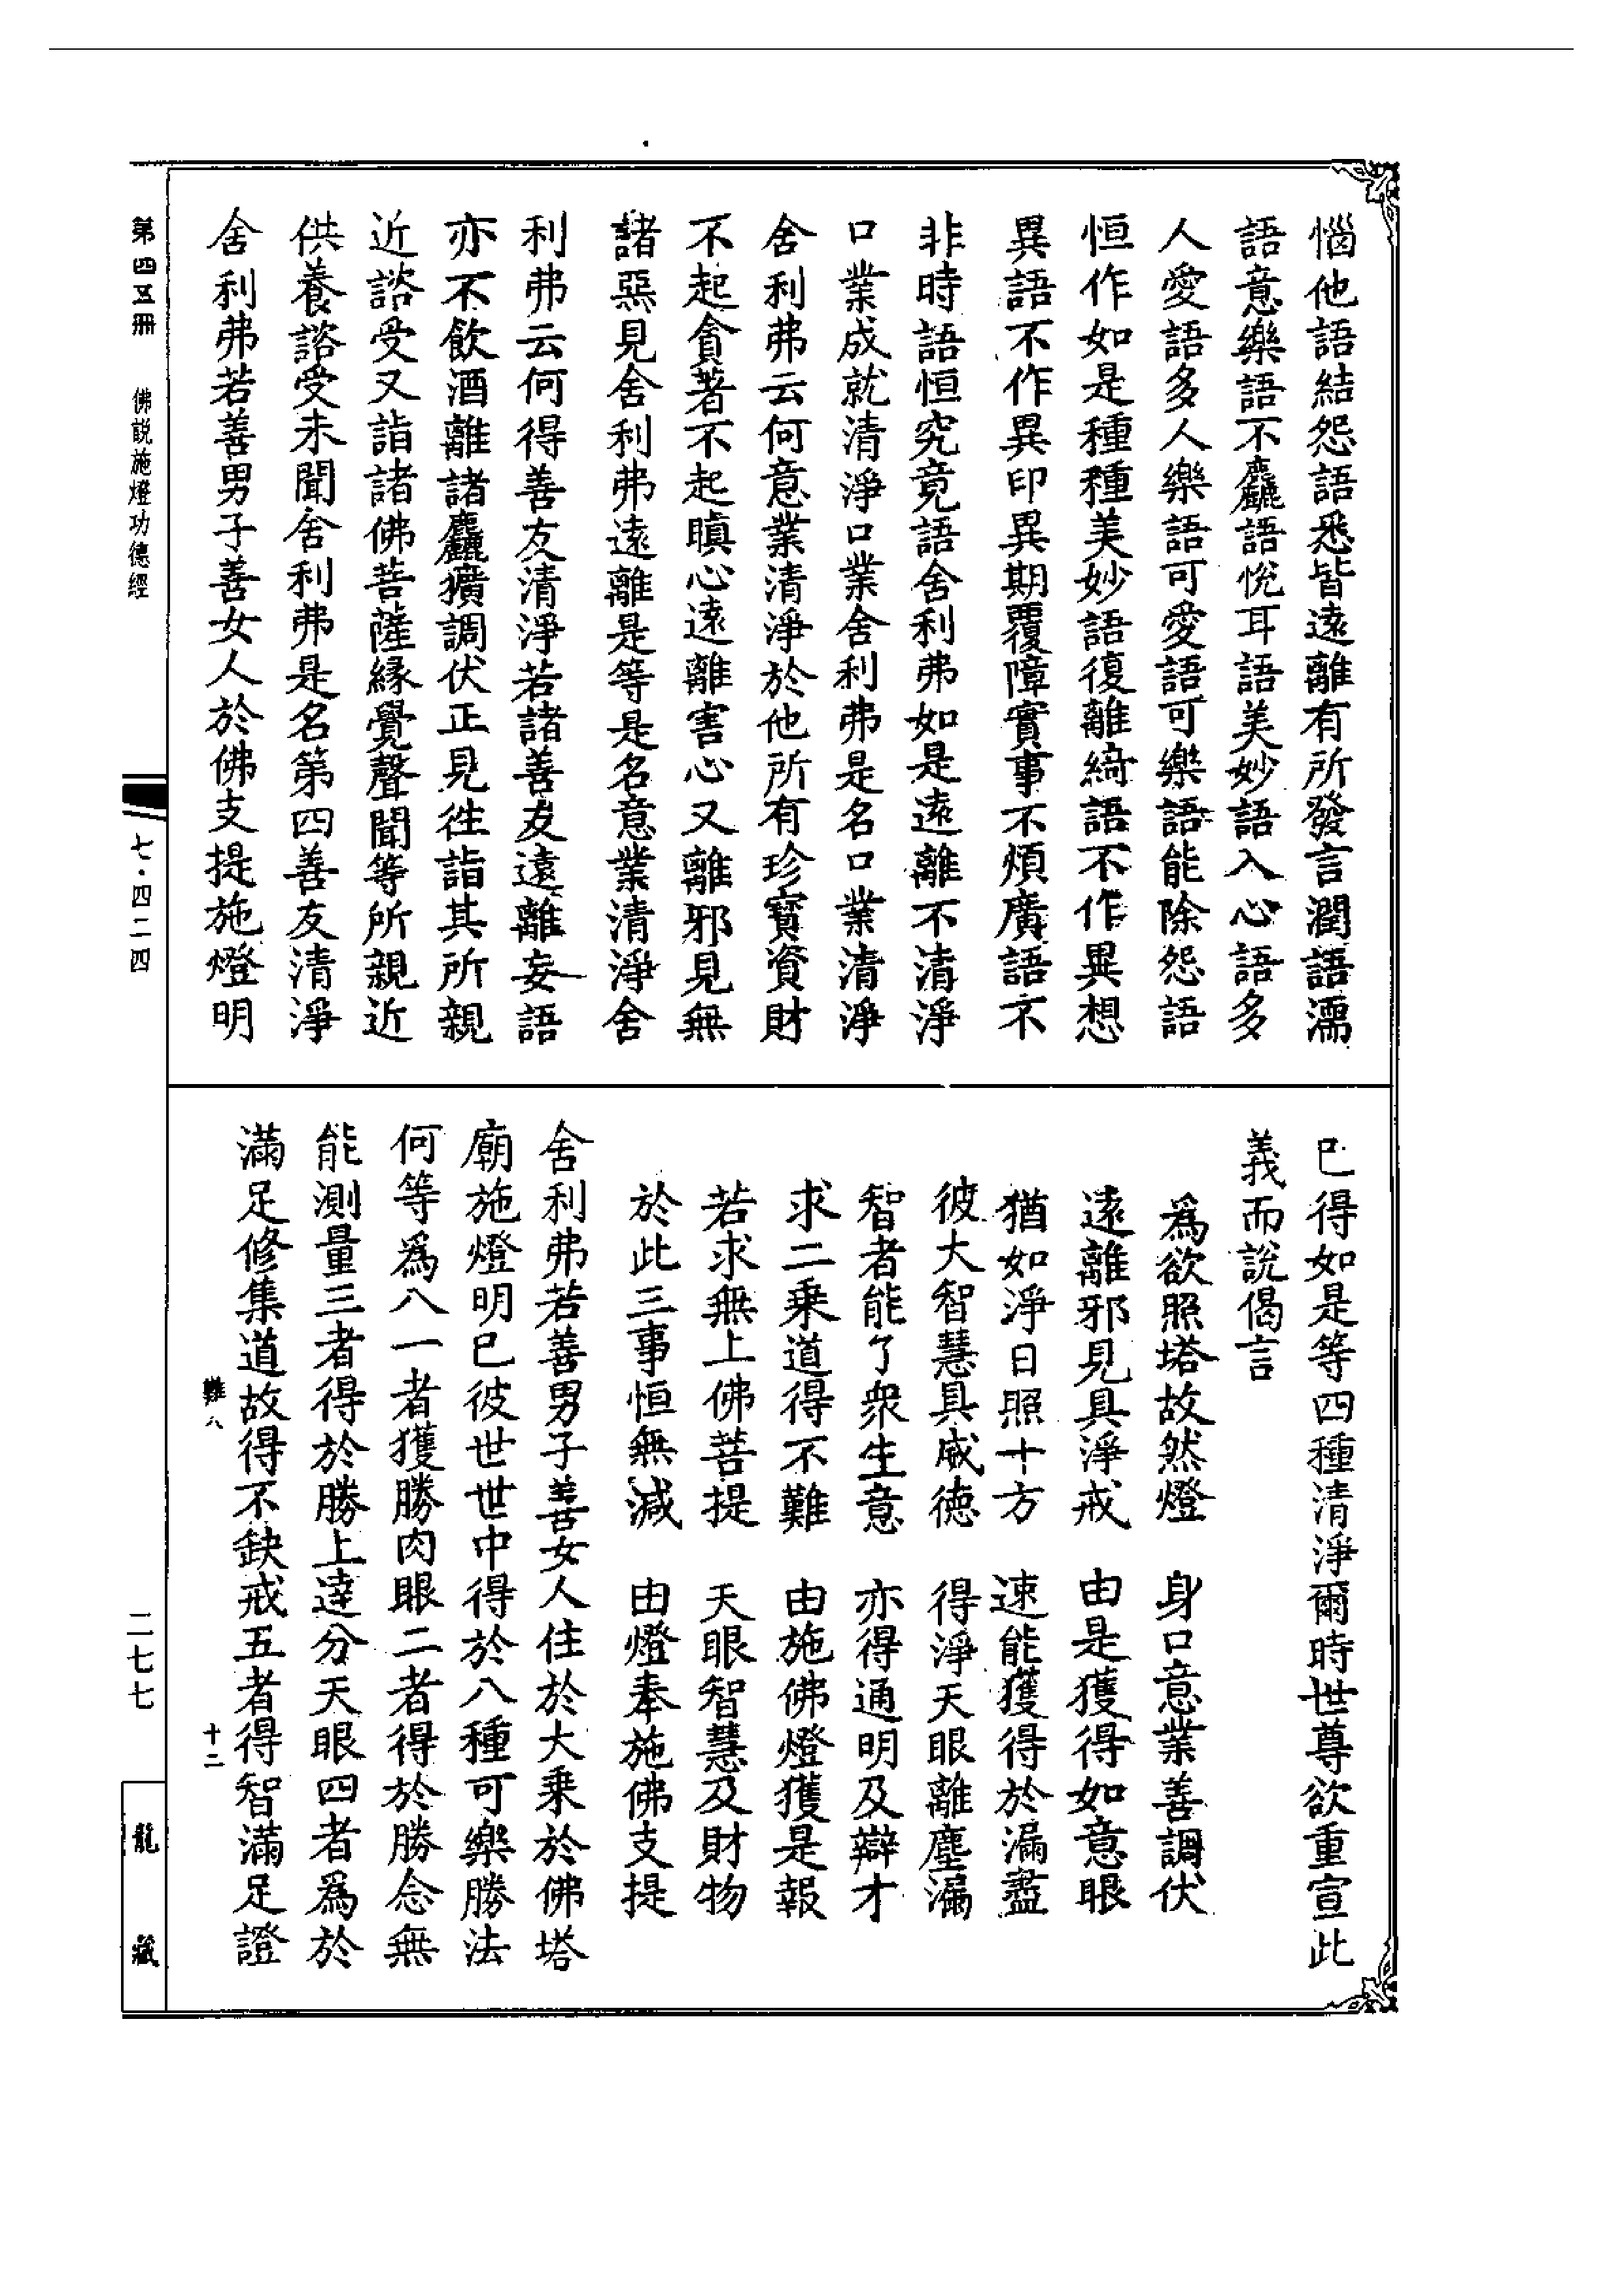 惱他語結怨語悉皆遠離有所發言潤語濡
語意樂語不麤語悅耳語美妙語入心語多
人愛語多人樂語可愛語可樂語能除怨語
恒作如是種種美妙語復離綺語不作異想
異語不作異印異期覆障實事不煩廣語不
非時語恒究竟語舍利弗如是遠離不清淨
口業成就清淨口業舍利弗是名口業清淨
舍利弗云何意業清淨於他所有珍寶資財
不起貪著不起瞋心遠離害心又離邪見無
諸惡見舍利弗遠離是等是名意業清淨舍
利弗云何得善友清淨若諸善友遠離妄語
亦不飲酒離諸麤獷調伏正見徃詣其所親
近諮受又詣諸佛菩薩緣覺聲聞等所親近
供養諮受未聞舍利弗是名第四善友清淨
舍利弗若善男子善女人於佛支提施燈明
已得如是等四種清淨爾時世尊欲重宣此
義而說偈言
為欲照塔故然燈　身口意業善調伏
遠離邪見具淨戒　由是獲得如意眼
猶如淨日照十方　速能獲得於漏盡
彼大智慧具威德　得淨天眼離塵漏
智者能了衆生意　亦得通明及辯才
求二乘道得不難　由施佛燈獲是報
若求無上佛菩提　天眼智慧及財物
於此三事恒無減　由燈奉施佛支提
舍利弗若善男子善女人住於大乘於佛塔
廟施燈明已彼世世中得於八種可樂勝法
何等爲八一者獲勝肉眼二者得於勝念無
能測量三者得於勝上達分天眼四者爲於
滿足修集道故得不缺戒五者得智滿足證
難八
十二
第四五册　佛説施燈功德經
七·四二四
二七七
龍藏